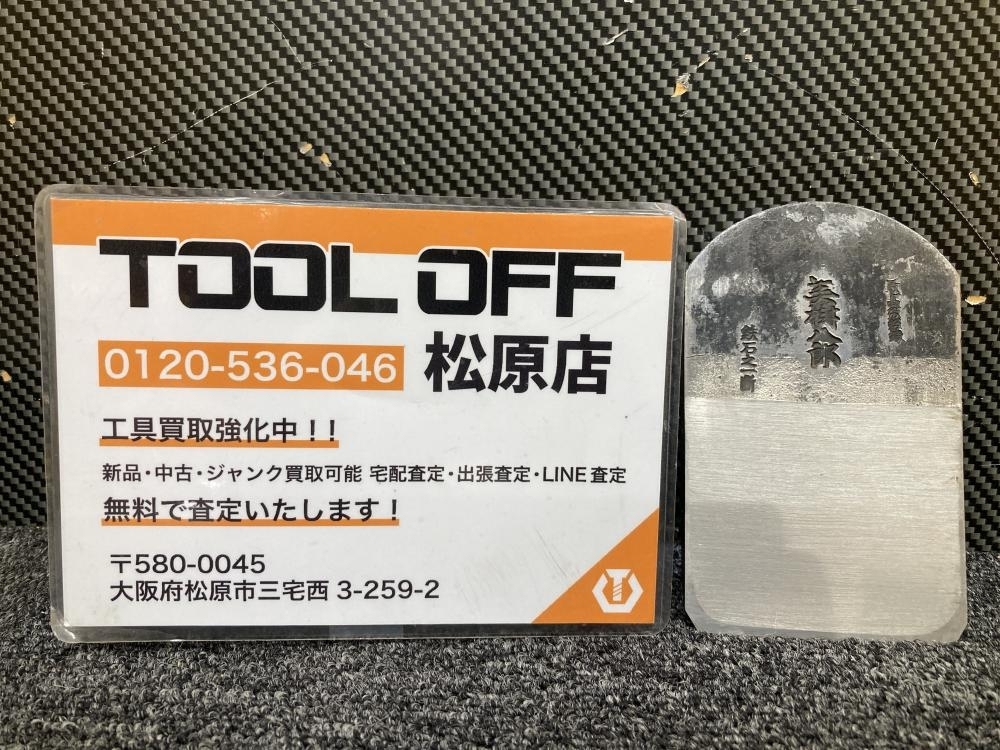 TOOL OFF
0120-536-046 松原店
工具買取強化中!!
新品・中古・ジャンク買取可能 宅配査定・出張査定・LINE査定
無料で査定いたします!
〒580-0045
大阪府松原市三宅西 3-259-2